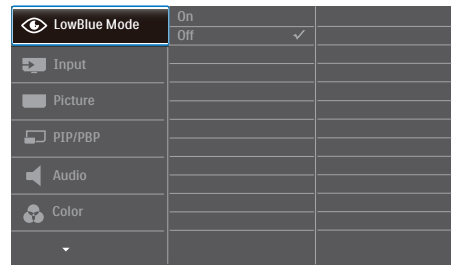 LowBlue Mode
On
Off
Input
Picture
PIP/PBP
Audio
Color